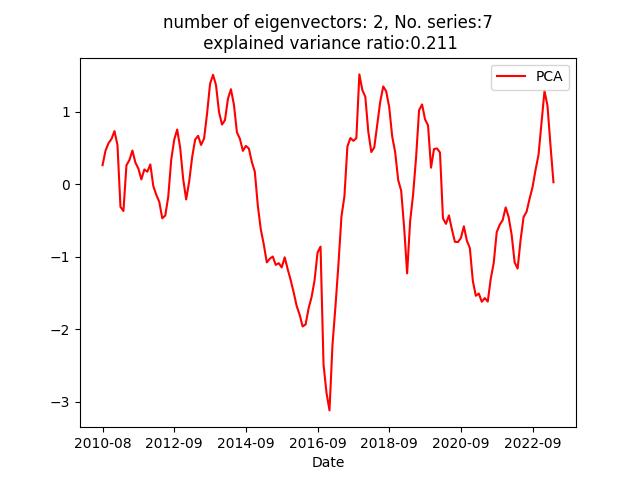 number of eigenvectors: 2, No. series:7
explained variance ratio:0.211
PCA
1
0
−1
−2
−3
2010-08 2012-09 2014-09 2016-09 2018-09 2020-09 2022-09
Date